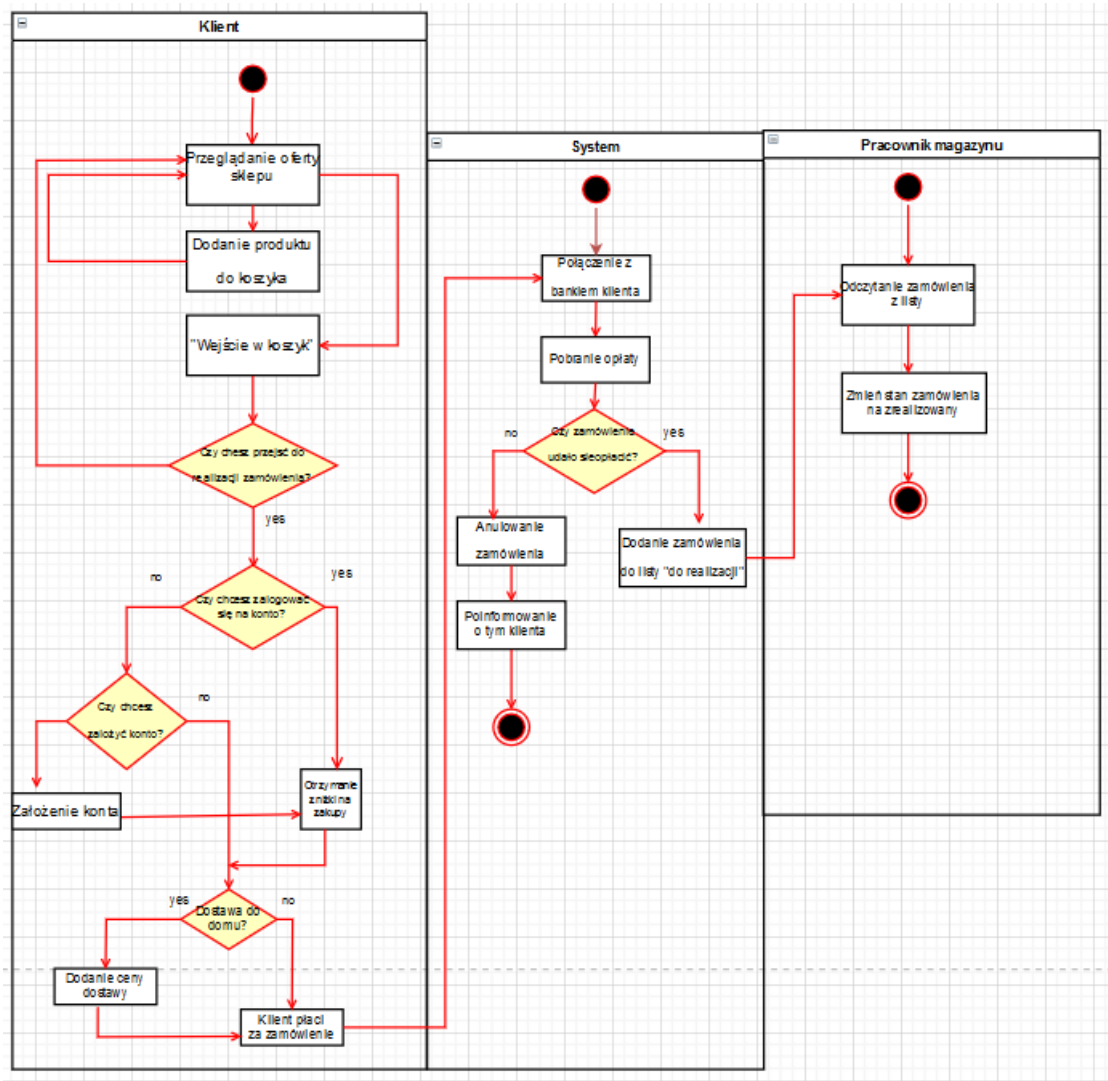 Klient
Przeglądanie oferty
sklepu
Dodanie produktu
do koszyka
"Wejście w koszyk"
Czy chesz przejść do
realizacji zamówienia?
yes
no
yes
Czy chcesz zalogować
się na konto?
Czy chcesz
założyć konto?
no
Założenie konta
Otrzymanie
zniżki na
zakupy
yes
no
Dostawa do
domu?
Dodanie ceny
dostawy
Klient płaci
za zamówienie
System
Połączenie z
bankiem klienta
Pobranie opłaty
no
yes
Czy zamówienie
udało sieopłacić?
Anulowanie
zamówienia
Dodanie zamówienia
do listy "do realizacji"
Poinformowanie
o tym klienta
Pracownik magazynu
Odczytanie zamówienia
z listy
Zmień stan zamówienia
na zrealizowany